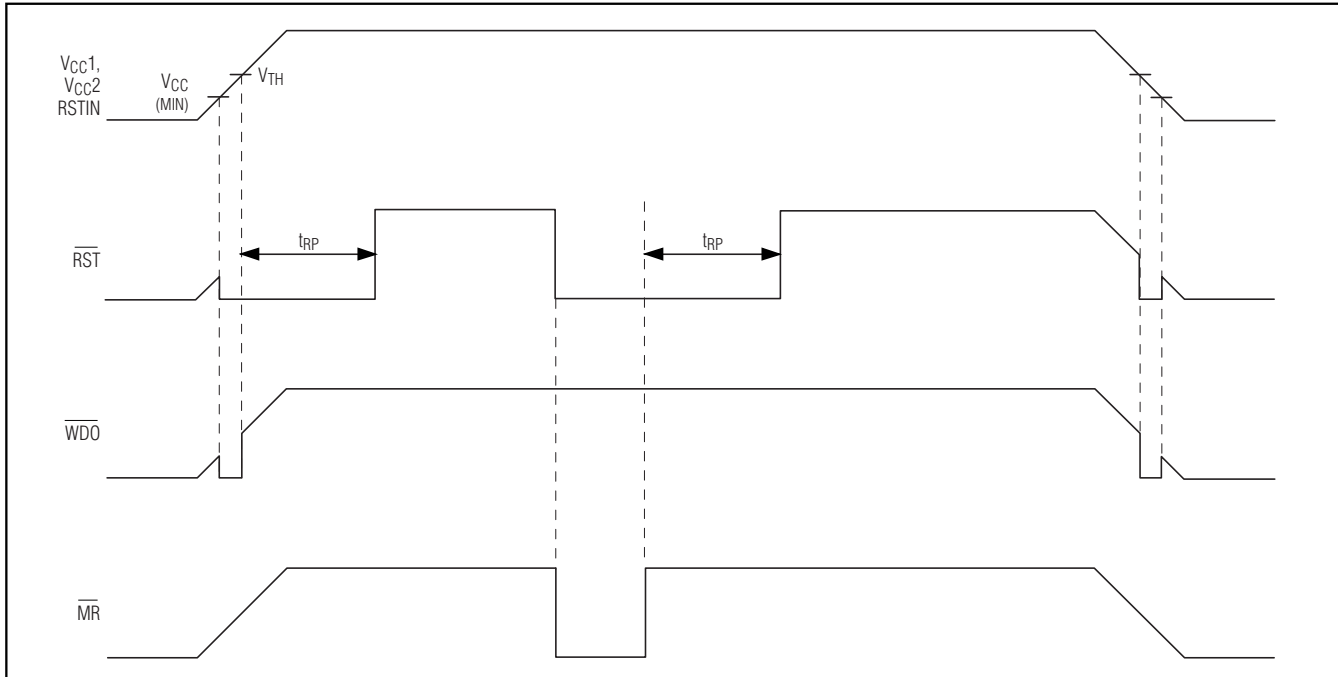 VCC1,
VCC2
RSTIN
VCC
(MIN)
VTH
RST
tRP
tRP
WDO
MR